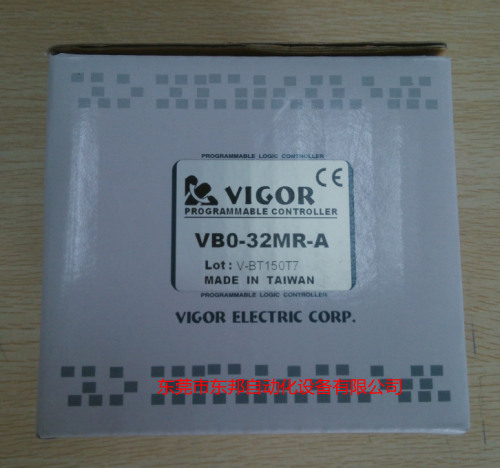 PROGRAMMABLE LOGIC CONTROLLER
VIGOR CE
PROGRAMMABLE CONTROLLER
VB0-32MR-A
Lot: V-BT150T7
MADE IN TAIWAN
PROGRAMMABLE LOGIC CONTROLLER
VIGOR ELECTRIC CORP.
东莞市东邦自动化设备有限公司